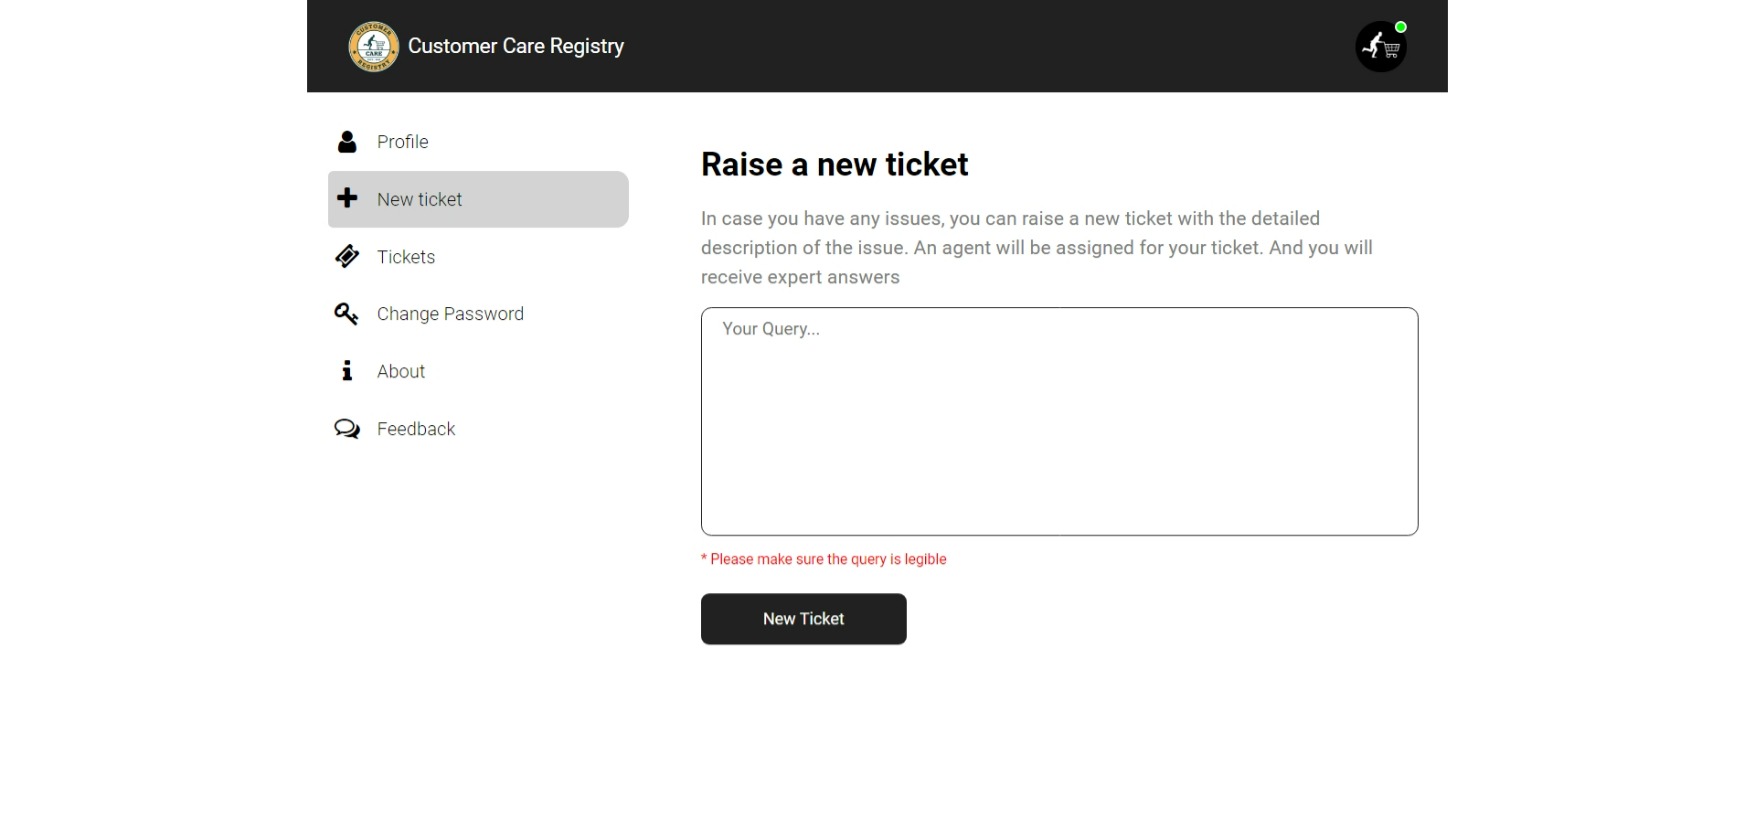 CUSTOMER
CARE
REGISTRY
Customer Care Registry
Profile
New ticket
Tickets
Change Password
About
Feedback
Raise a new ticket
In case you have any issues, you can raise a new ticket with the detailed
description of the issue. An agent will be assigned for your ticket. And you will
receive expert answers
Your Query...
* Please make sure the query is legible
New Ticket